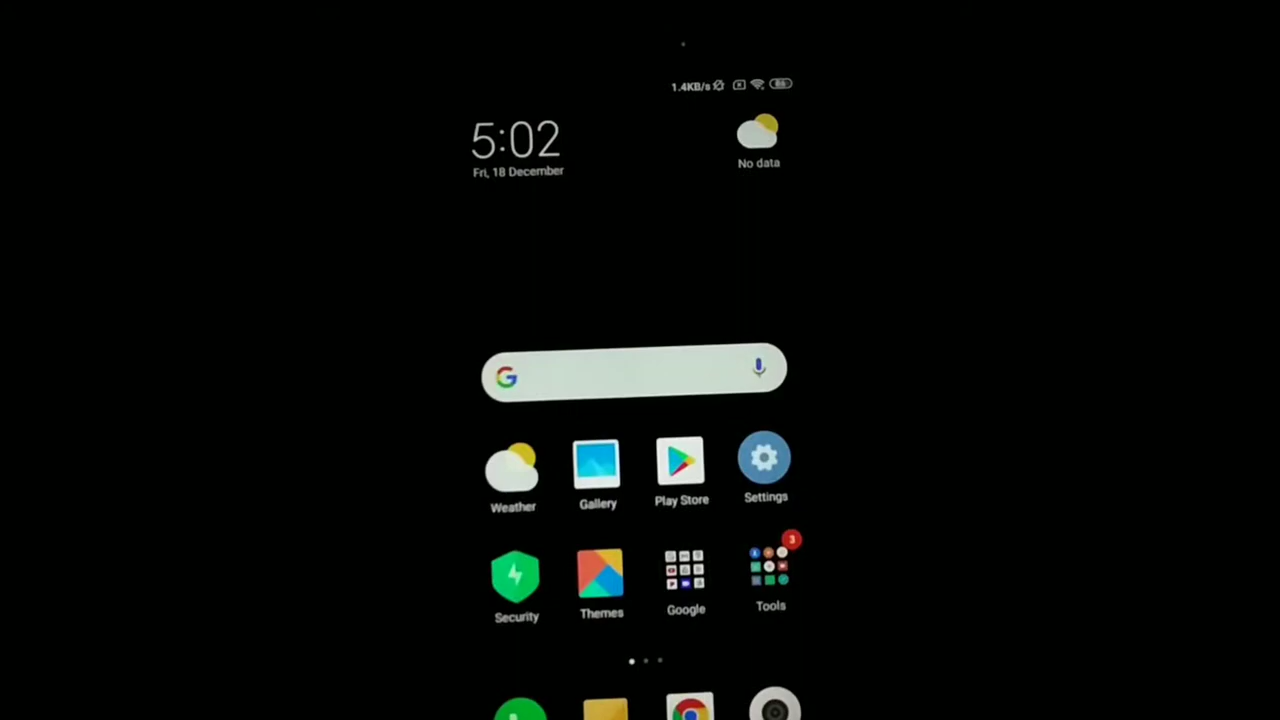 1.4KB/s
5:02
Fri, 18 December
No data
Weather
Gallery
Play Store
Settings
Security
Themes
Google
3
Tools